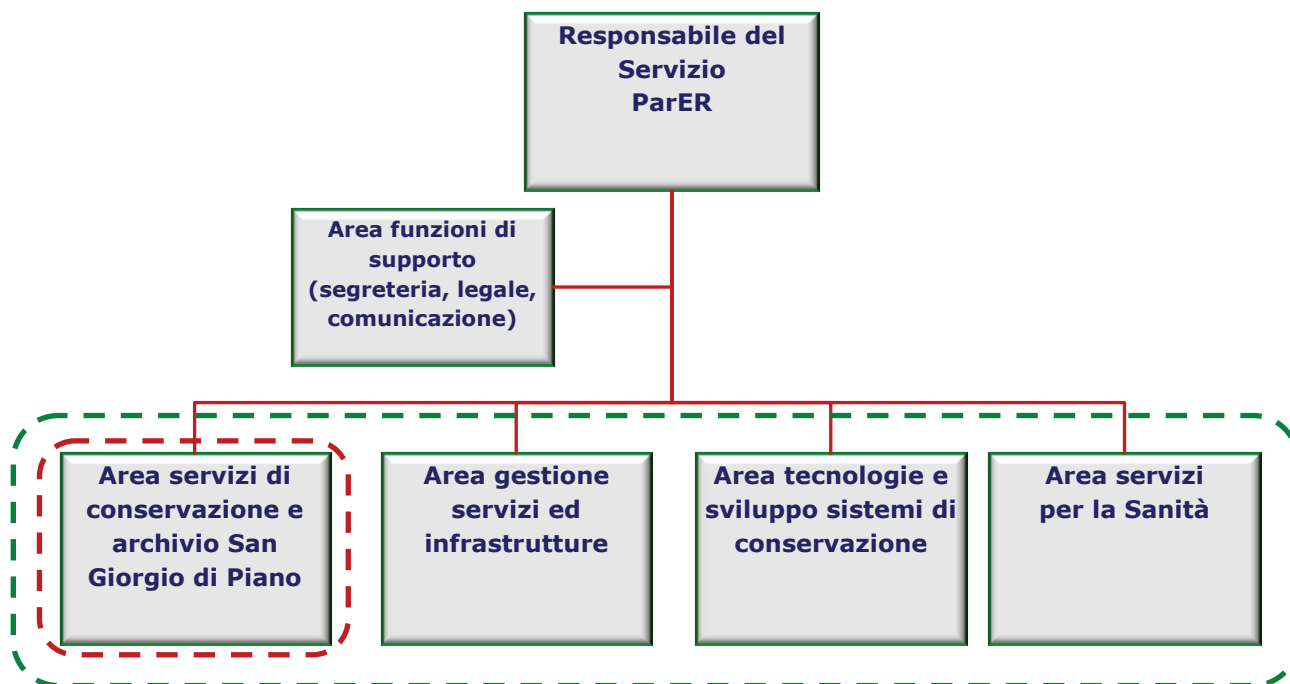 Responsabile del
Servizio
ParER
Area funzioni di
supporto
(segreteria, legale,
comunicazione)
Area servizi di
conservazione e
archivio San
Giorgio di Piano
Area gestione
servizi ed
infrastrutture
Area tecnologie e
sviluppo sistemi di
conservazione
Area servizi
per la Sanità